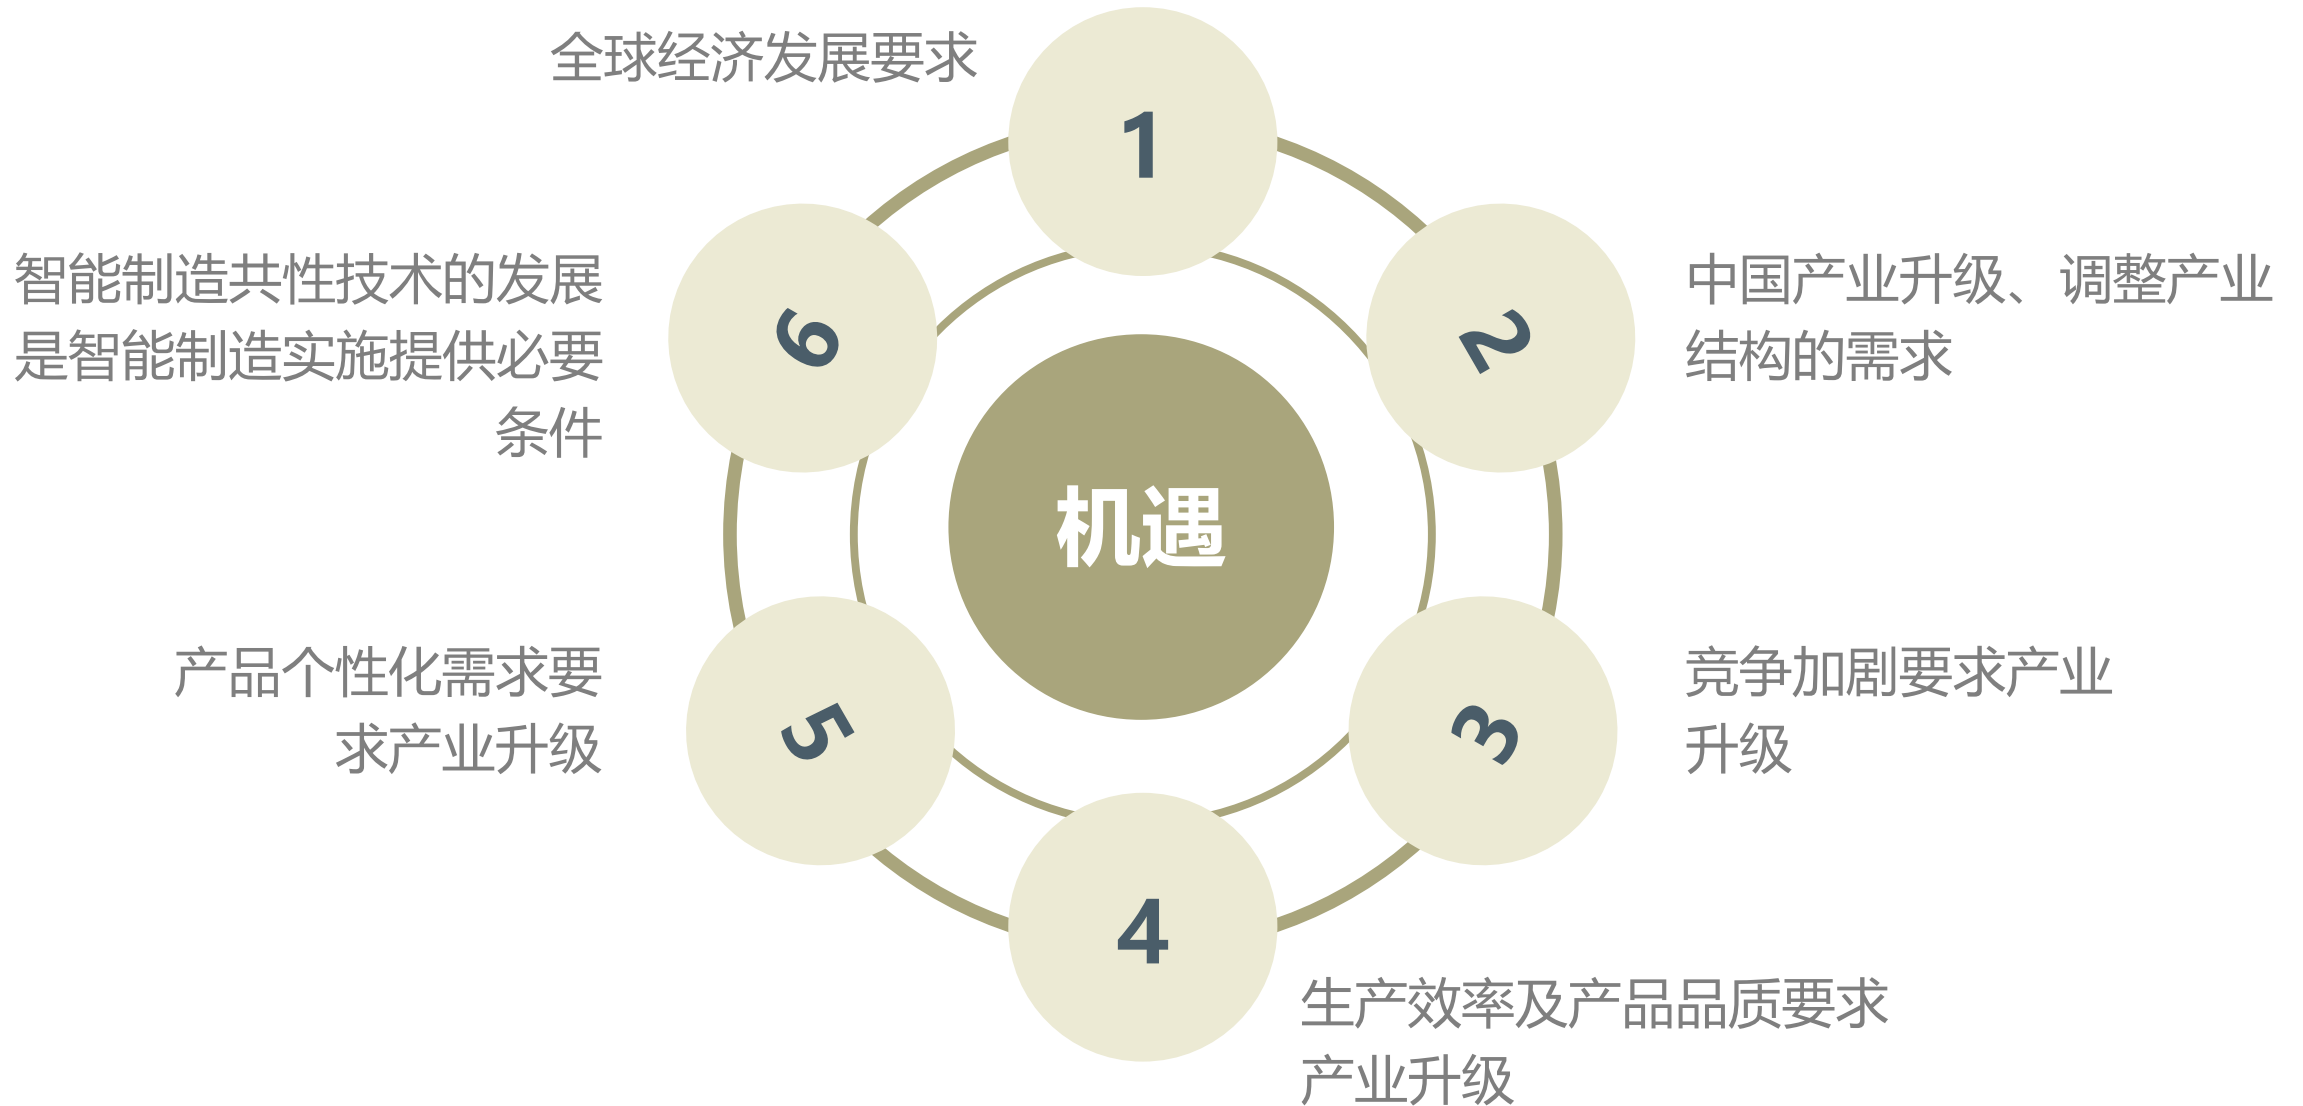 全球经济发展要求
1
中国产业升级、调整产业
结构的需求
2
竞争加剧要求产业
升级
3
生产效率及产品品质要求
产业升级
4
产品个性化需求要
求产业升级
5
智能制造共性技术的发展
是智能制造实施提供必要
条件
6
机遇